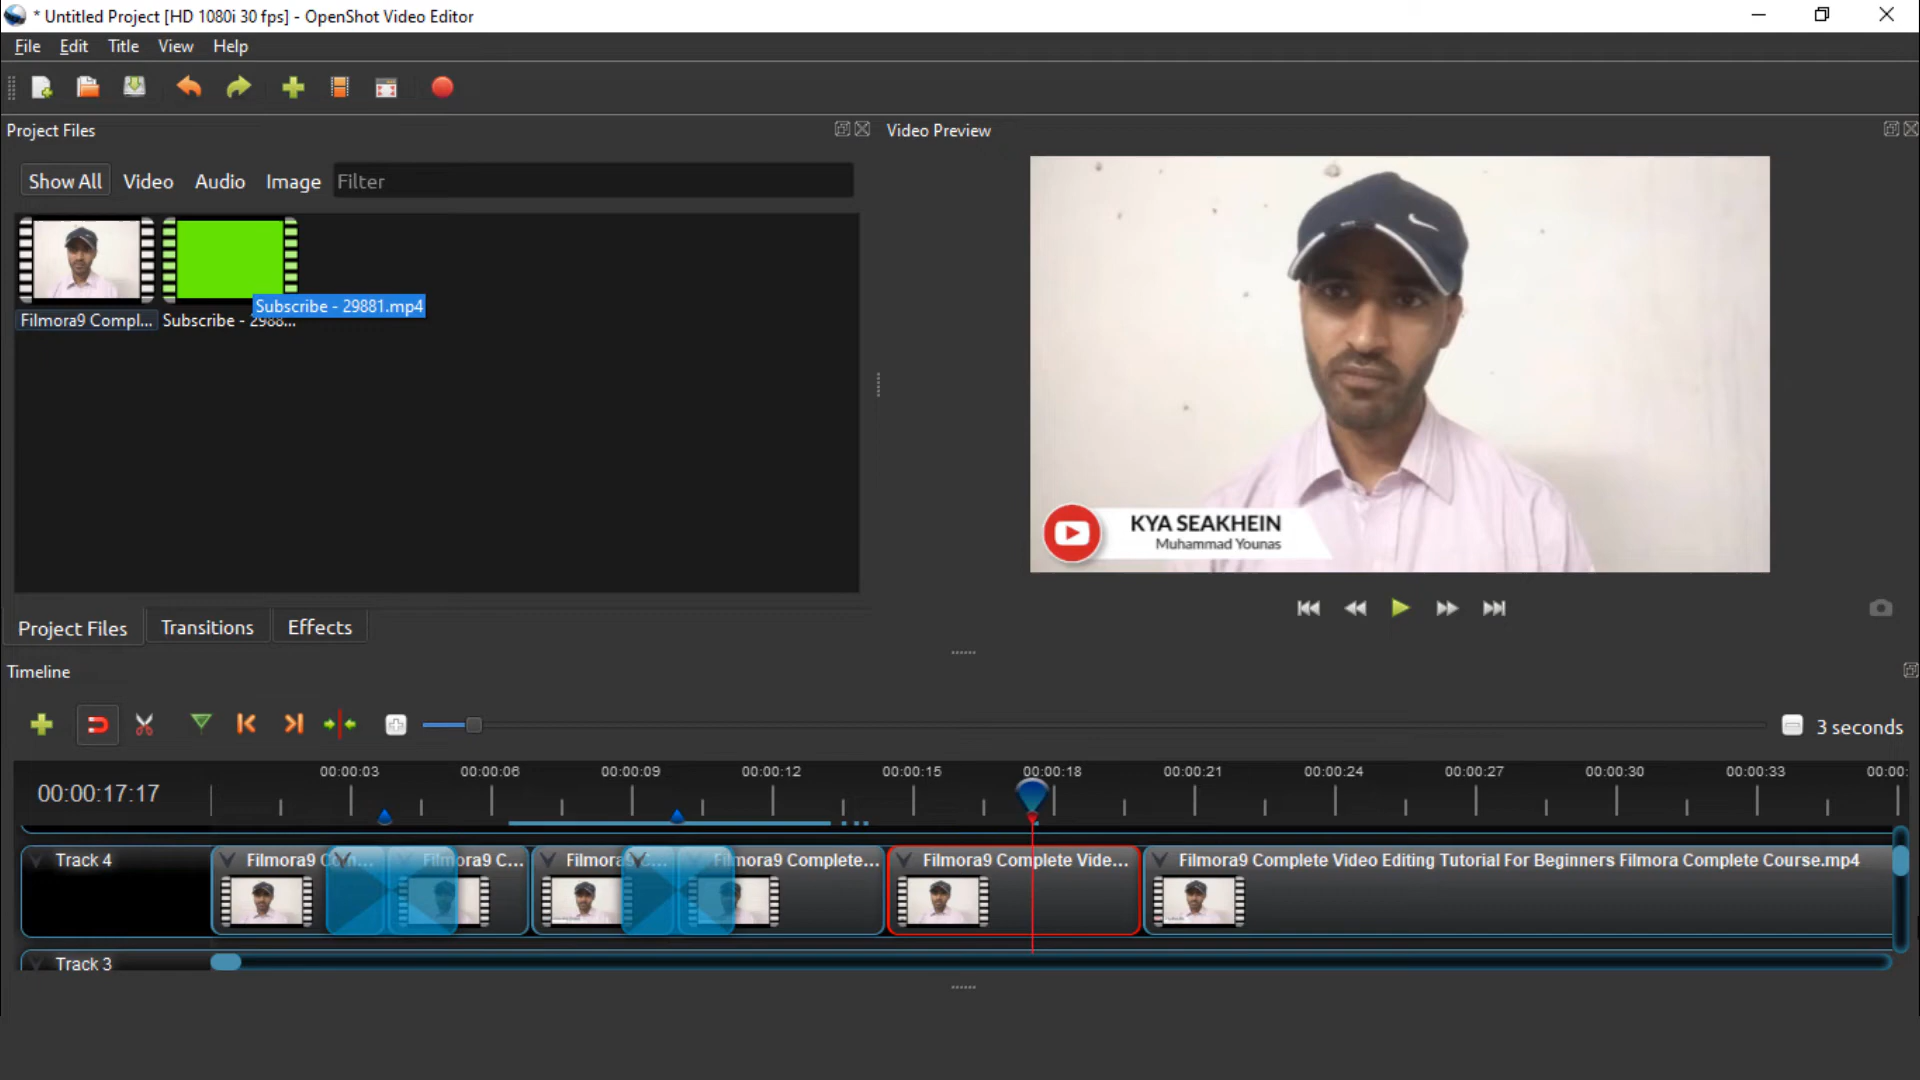 * Untitled Project [HD 1080i 30 fps] - OpenShot Video Editor
File Edit Title View Help
Project Files
Video Preview
Show All Video Audio Image Filter
Subscribe - 29881.mp4
Filmora9 Compl... Subscribe - 2988...
KYA SEAKHEIN
Muhammad Younas
Project Files Transitions Effects
Timeline
3 seconds
00:00:17:17
00:00:03 00:00:06 00:00:09 00:00:12 00:00:15 00:00:18 00:00:21 00:00:24 00:00:27 00:00:30 00:00:33 00:00:
Track 4
Filmora9 Complete...
Filmora9 Complete Vide...
Filmora9 Complete Video Editing Tutorial For Beginners Filmora Complete Course.mp4
Track 3